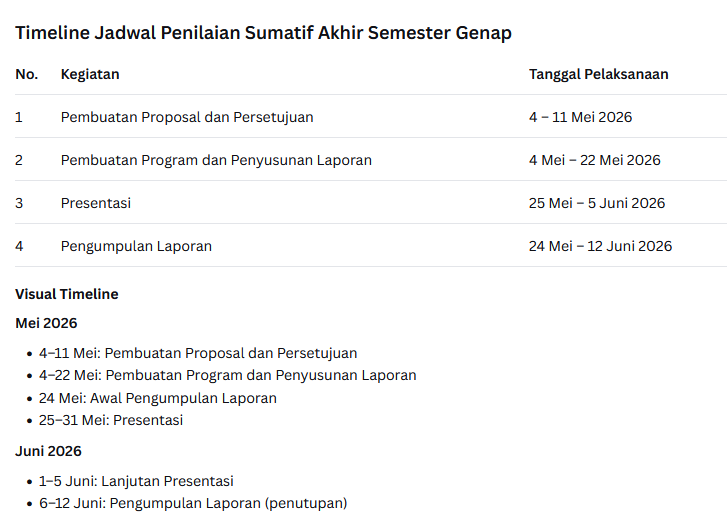 Timeline Jadwal Penilaian Sumatif Akhir Semester Genap
No. Kegiatan Tanggal Pelaksanaan
1 Pembuatan Proposal dan Persetujuan 4 – 11 Mei 2026
2 Pembuatan Program dan Penyusunan Laporan 4 Mei – 22 Mei 2026
3 Presentasi 25 Mei – 5 Juni 2026
4 Pengumpulan Laporan 24 Mei – 12 Juni 2026
Visual Timeline
Mei 2026
• 4–11 Mei: Pembuatan Proposal dan Persetujuan
• 4–22 Mei: Pembuatan Program dan Penyusunan Laporan
• 24 Mei: Awal Pengumpulan Laporan
• 25–31 Mei: Presentasi
Juni 2026
• 1–5 Juni: Lanjutan Presentasi
• 6–12 Juni: Pengumpulan Laporan (penutupan)